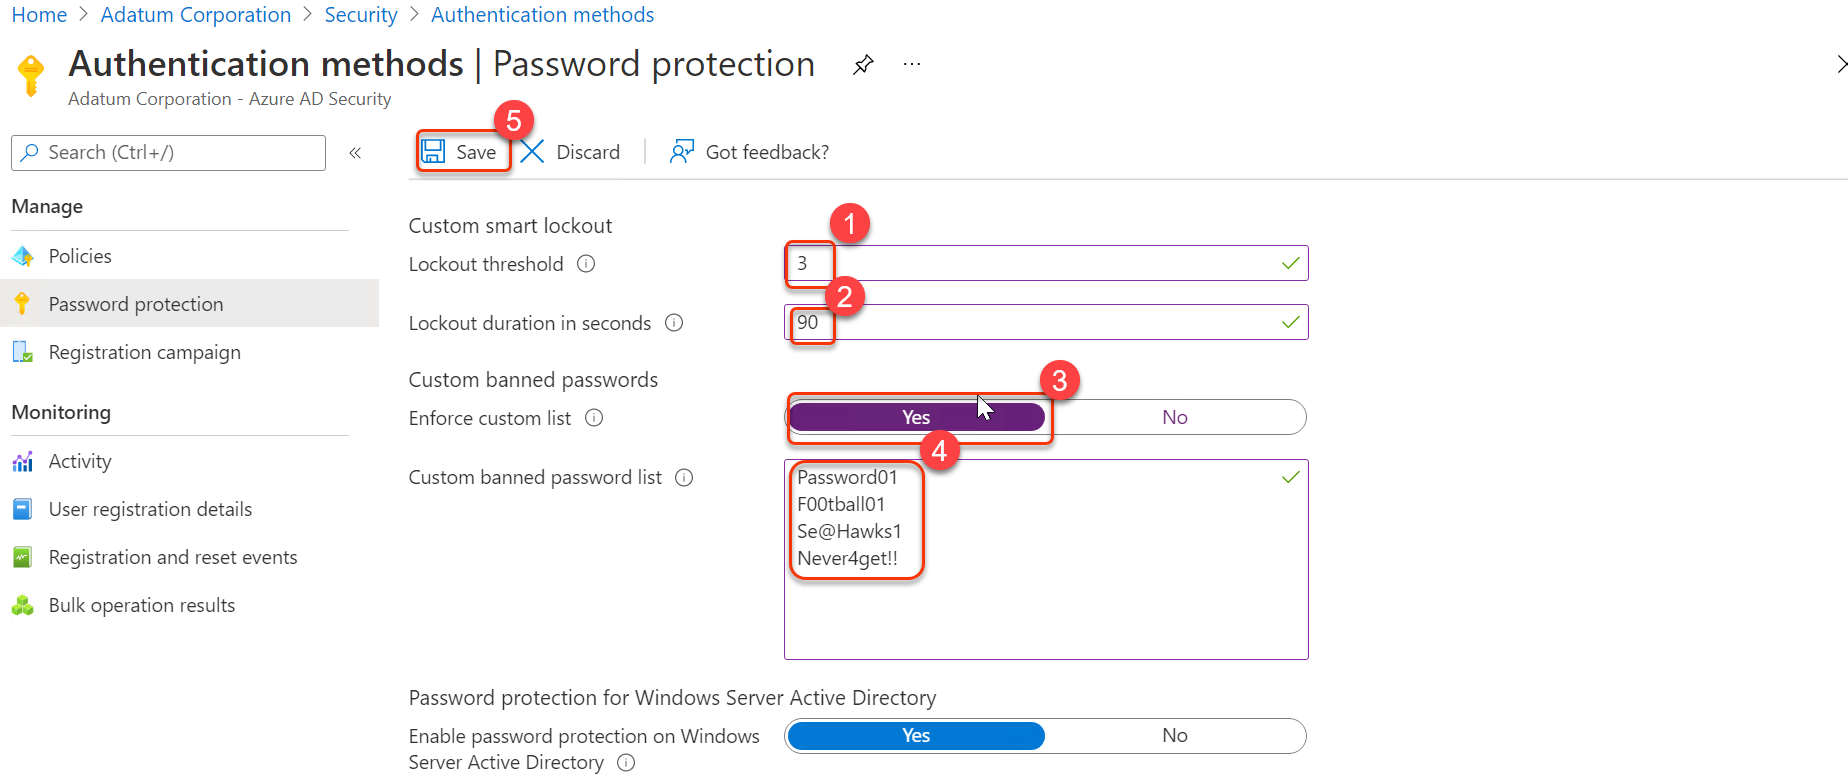 Home > Adatum Corporation > Security > Authentication methods
Authentication methods | Password protection ...
Adatum Corporation - Azure AD Security
Search (Ctrl+/) «
5
Save Discard Got feedback?
Manage
Policies
Password protection
Registration campaign
Monitoring
Activity
User registration details
Registration and reset events
Bulk operation results
Custom smart lockout
1
Lockout threshold 3
2
Lockout duration in seconds 90
Custom banned passwords
3
Enforce custom list Yes No
4
Custom banned password list
Password01
F00tball01
Se@Hawks1
Never4get!!
Password protection for Windows Server Active Directory
Enable password protection on Windows Yes No
Server Active Directory